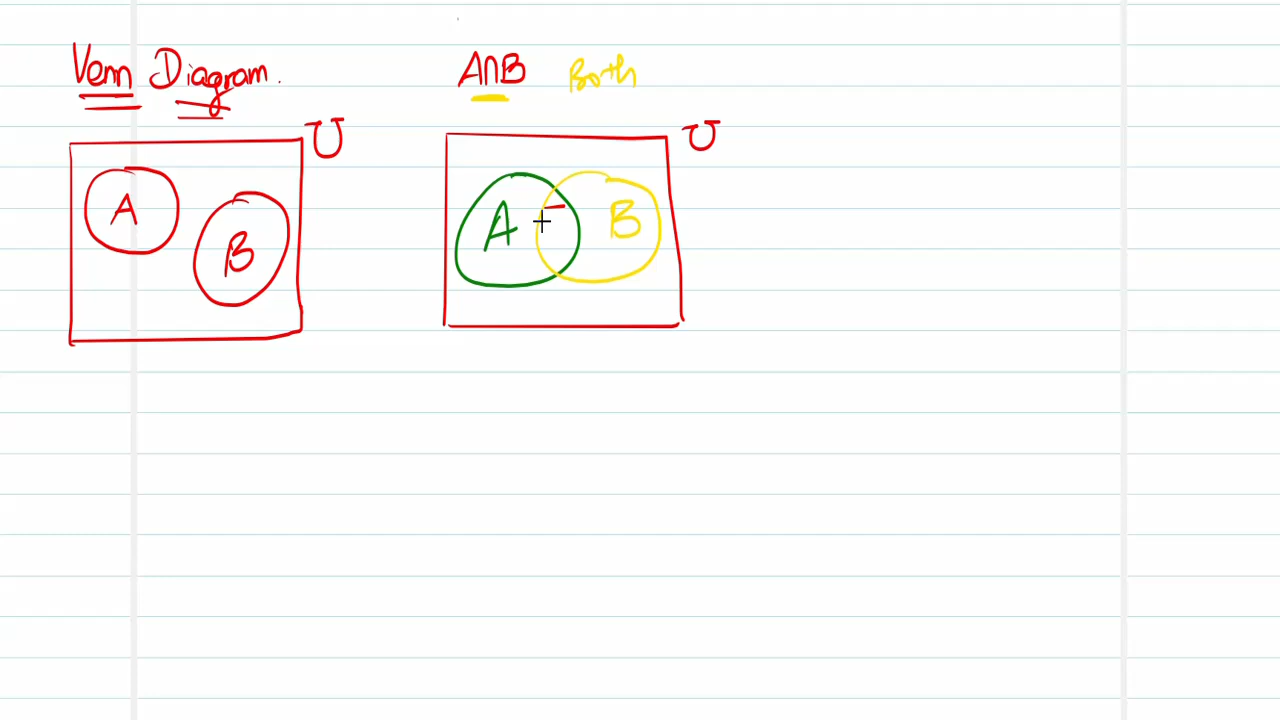 Venn Diagram.
A∩B Both
U
A
B
U
A
B